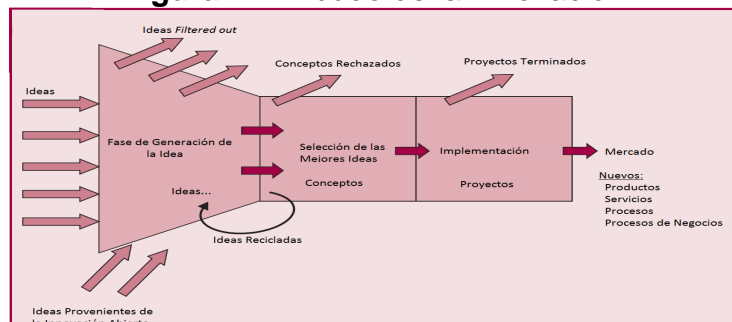 Ideas Filtered out
Conceptos Rechazados
Proyectos Terminados
Ideas
Fase de Generación de
la Idea
Selección de las
Mejores Ideas
Implementación
Mercado
Ideas...
Conceptos
Proyectos
Nuevos:
Productos
Servicios
Procesos
Procesos de Negocios
Ideas Recicladas
Ideas Provenientes de